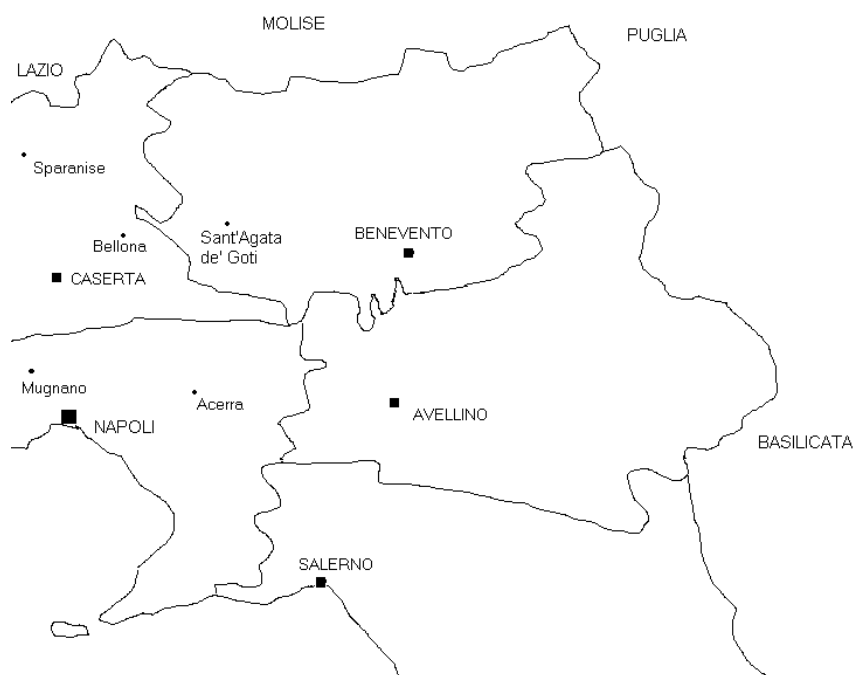 MOLISE
PUGLIA
LAZIO
Sparanise
Sant'Agata
de' Goti
BENEVENTO
Bellona
CASERTA
Mugnano
Acerra
AVELLINO
NAPOLI
BASILICATA
SALERNO